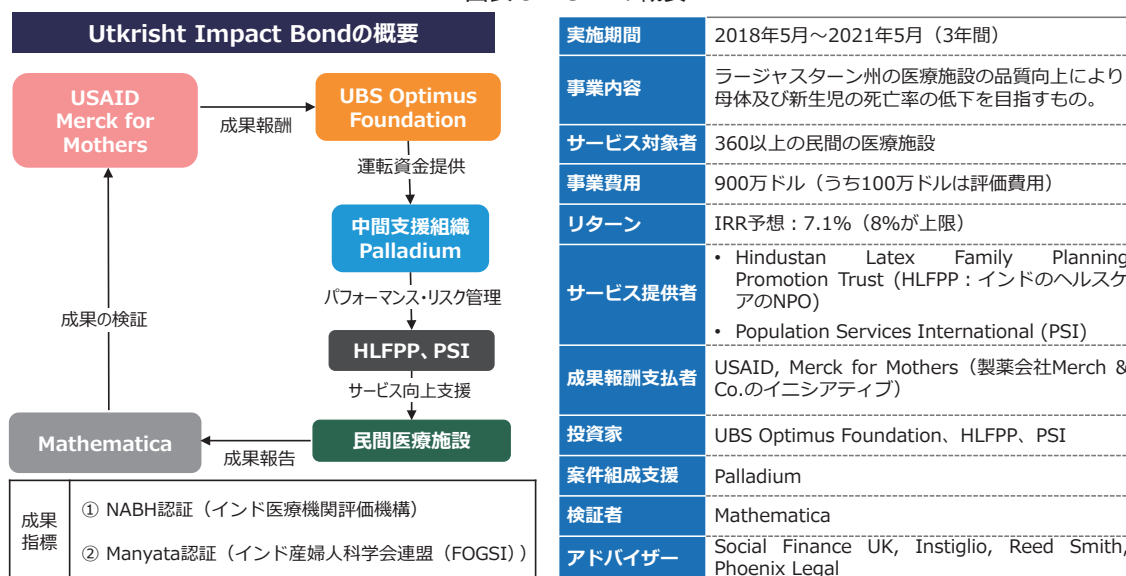 Utkrisht Impact Bondの概要
USAID
Merck for
Mothers
成果報酬
UBS Optimus
Foundation
運転資金提供
中間支援組織
Palladium
パフォーマンス・リスク管理
成果の検証
HLFPP、PSI
サービス向上支援
Mathematica
成果報告
民間医療施設
成果
指標
① NABH認証（インド医療機関評価機構）
② Manyata認証（インド産婦人科学会連盟（FOGSI））
実施期間
2018年5月～2021年5月（3年間）
事業内容
ラージャスターン州の医療施設の品質向上により
母体及び新生児の死亡率の低下を目指すもの。
サービス対象者
360以上の民間の医療施設
事業費用
900万ドル（うち100万ドルは評価費用）
リターン
IRR予想：7.1%（8%が上限）
サービス提供者
• Hindustan Latex Family Planning
Promotion Trust (HLFPP：インドのヘルスケ
アのNPO)
• Population Services International (PSI)
成果報酬支払者
USAID, Merck for Mothers（製薬会社Merch &
Co.のイニシアティブ）
投資家
UBS Optimus Foundation、HLFPP、PSI
案件組成支援
Palladium
検証者
Mathematica
アドバイザー
Social Finance UK, Instiglio, Reed Smith,
Phoenix Legal